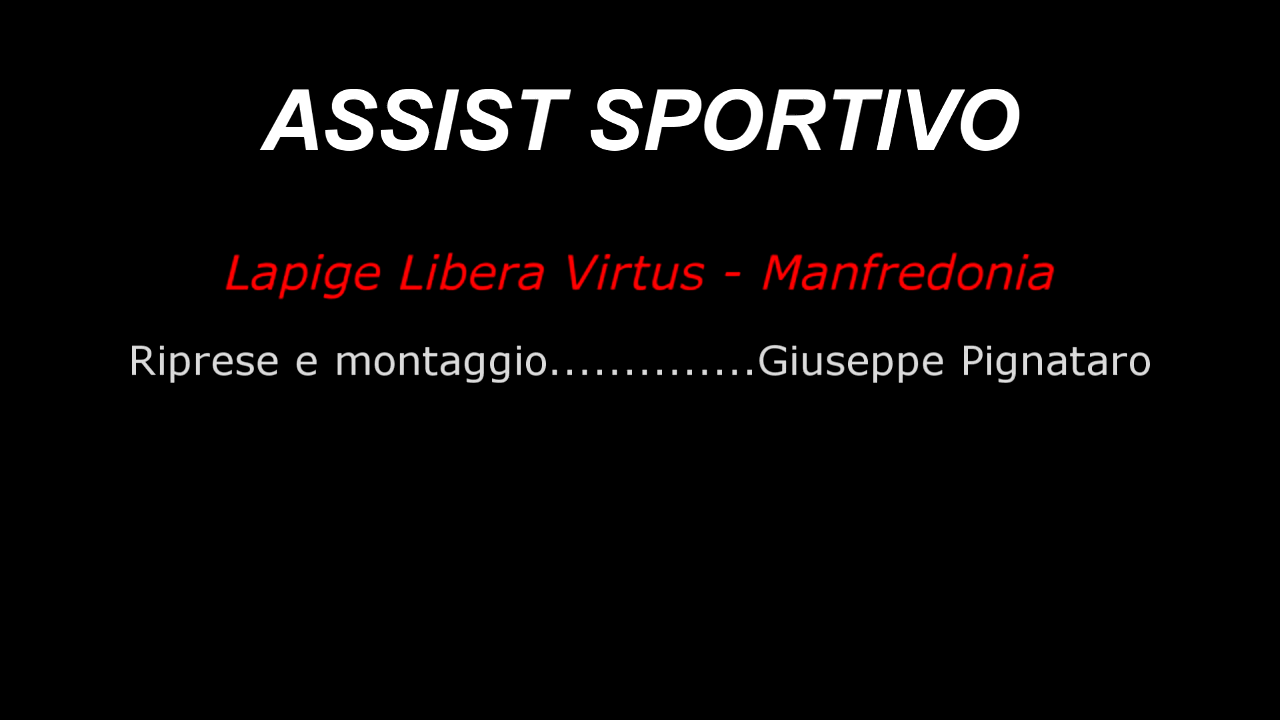 ASSIST SPORTIVO
Lapige Libera Virtus - Manfredonia
Riprese e montaggio..............Giuseppe Pignataro